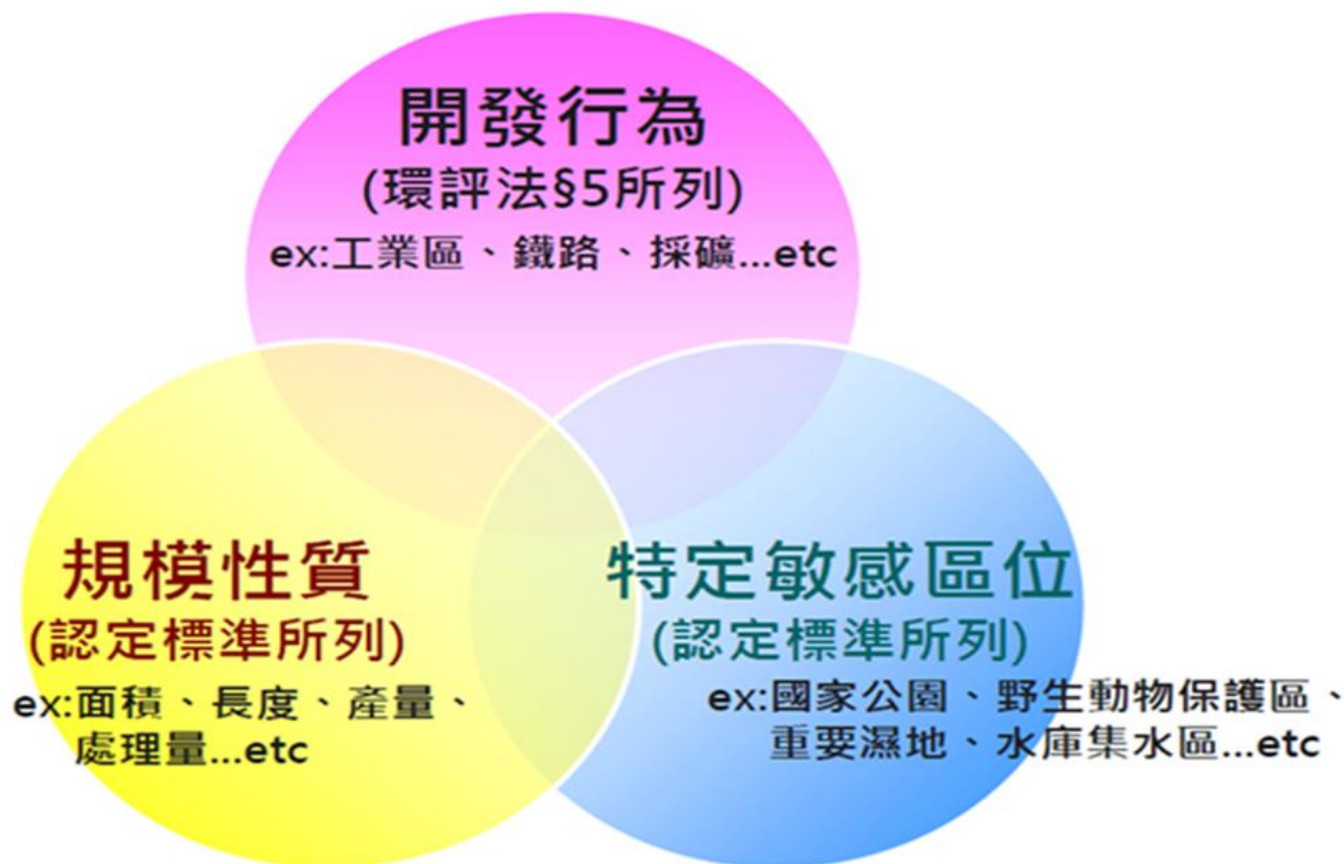 開發行為
(環評法§5所列)
ex:工業區、鐵路、採礦...etc
規模性質
(認定標準所列)
ex:面積、長度、產量、
處理量...etc
特定敏感區位
(認定標準所列)
ex:國家公園、野生動物保護區、
重要濕地、水庫集水區...etc